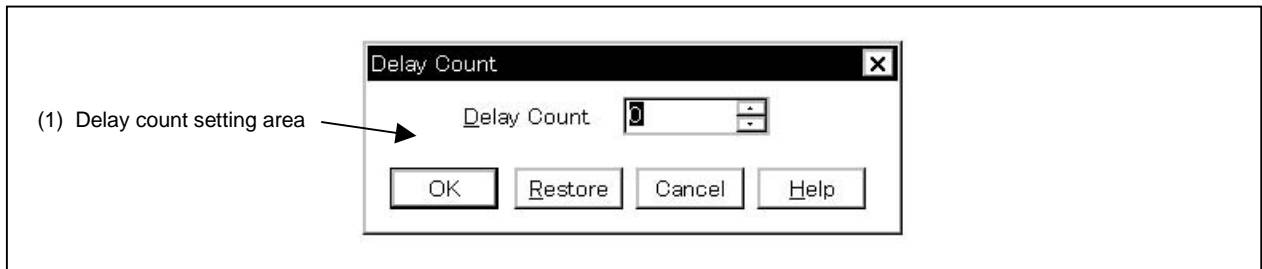 Delay Count
(1) Delay count setting area
Delay Count 0
OK Restore Cancel Help